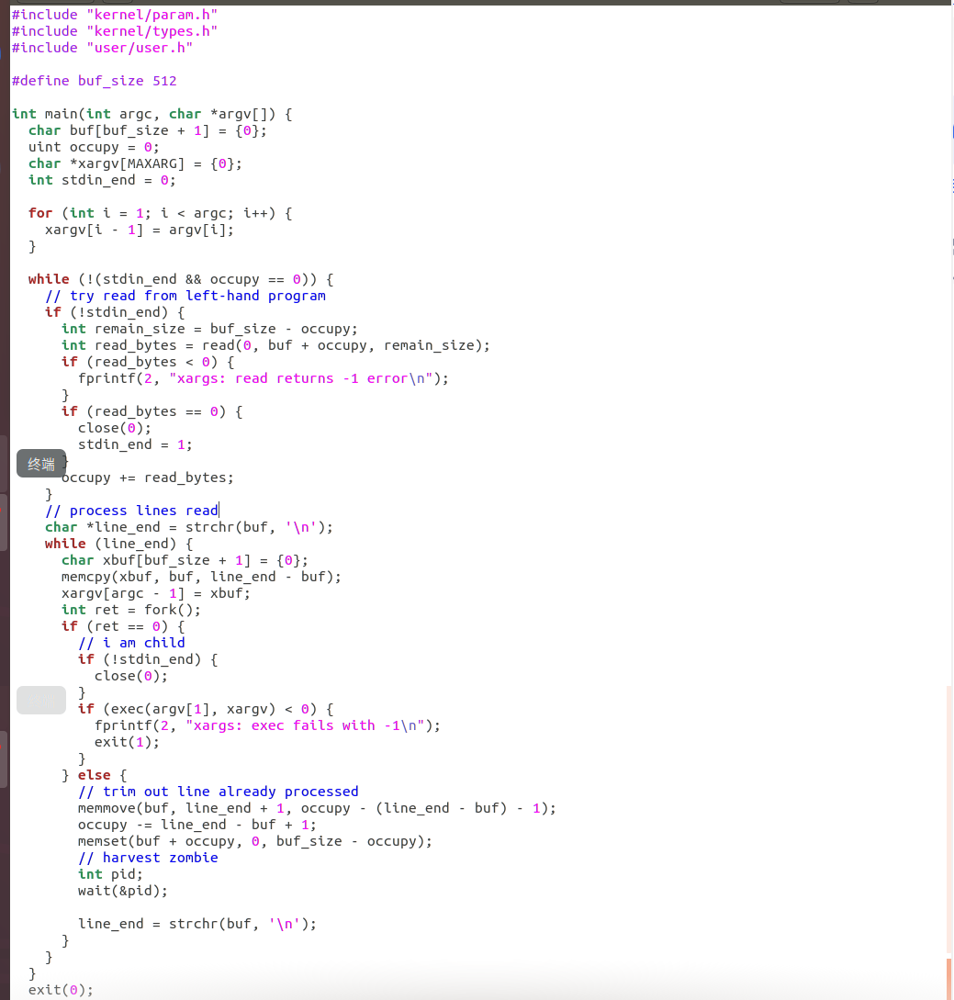 #include "kernel/param.h"
#include "kernel/types.h"
#include "user/user.h"

#define buf_size 512

int main(int argc, char *argv[]) {
  char buf[buf_size + 1] = {0};
  uint occupy = 0;
  char *xargv[MAXARG] = {0};
  int stdin_end = 0;

  for (int i = 1; i < argc; i++) {
    xargv[i - 1] = argv[i];
  }

  while (!(stdin_end && occupy == 0)) {
    // try read from left-hand program
    if (!stdin_end) {
      int remain_size = buf_size - occupy;
      int read_bytes = read(0, buf + occupy, remain_size);
      if (read_bytes < 0) {
        fprintf(2, "xargs: read returns -1 error\n");
      }
      if (read_bytes == 0) {
        close(0);
        stdin_end = 1;
终端 }
      occupy += read_bytes;
    }
    // process lines read
    char *line_end = strchr(buf, '\n');
    while (line_end) {
      char xbuf[buf_size + 1] = {0};
      memcpy(xbuf, buf, line_end - buf);
      xargv[argc - 1] = xbuf;
      int ret = fork();
      if (ret == 0) {
        // i am child
        if (!stdin_end) {
          close(0);
        }
        if (exec(argv[1], xargv) < 0) {
          fprintf(2, "xargs: exec fails with -1\n");
          exit(1);
        }
      } else {
        // trim out line already processed
        memmove(buf, line_end + 1, occupy - (line_end - buf) - 1);
        occupy -= line_end - buf + 1;
        memset(buf + occupy, 0, buf_size - occupy);
        // harvest zombie
        int pid;
        wait(&pid);

        line_end = strchr(buf, '\n');
      }
    }
  }
  exit(0);